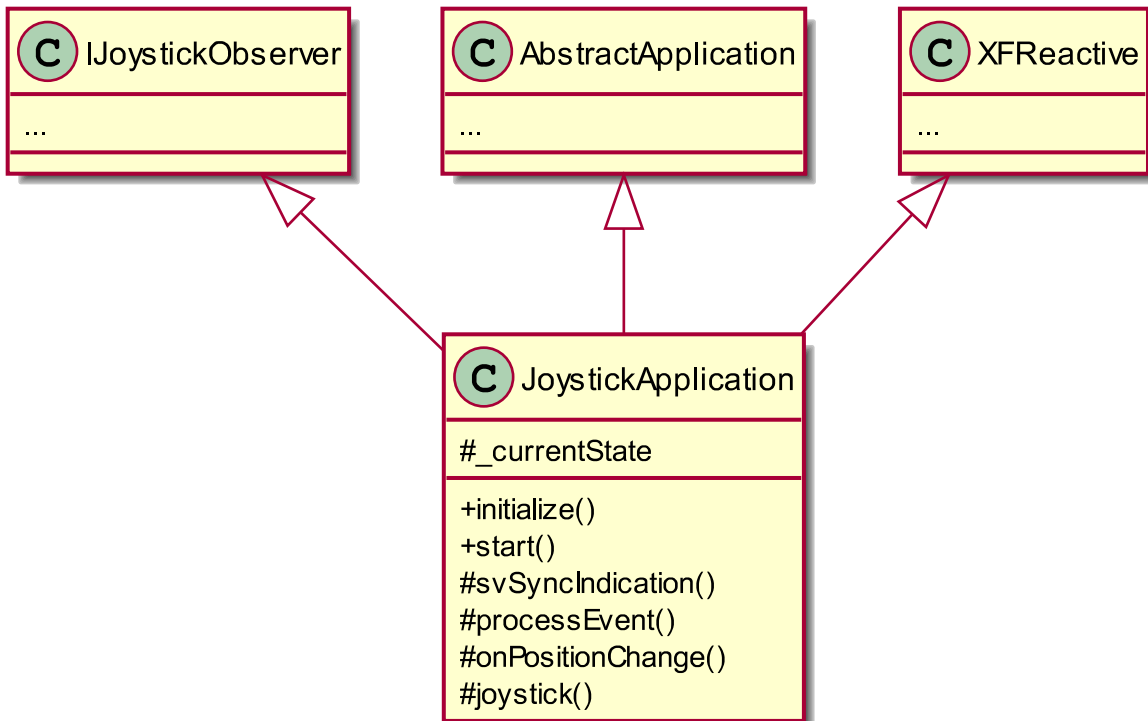 C IJoystickObserver
...
C AbstractApplication
...
C XFReactive
...
C JoystickApplication
#_currentState
+initialize()
+start()
#svSyncIndication()
#processEvent()
#onPositionChange()
#joystick()